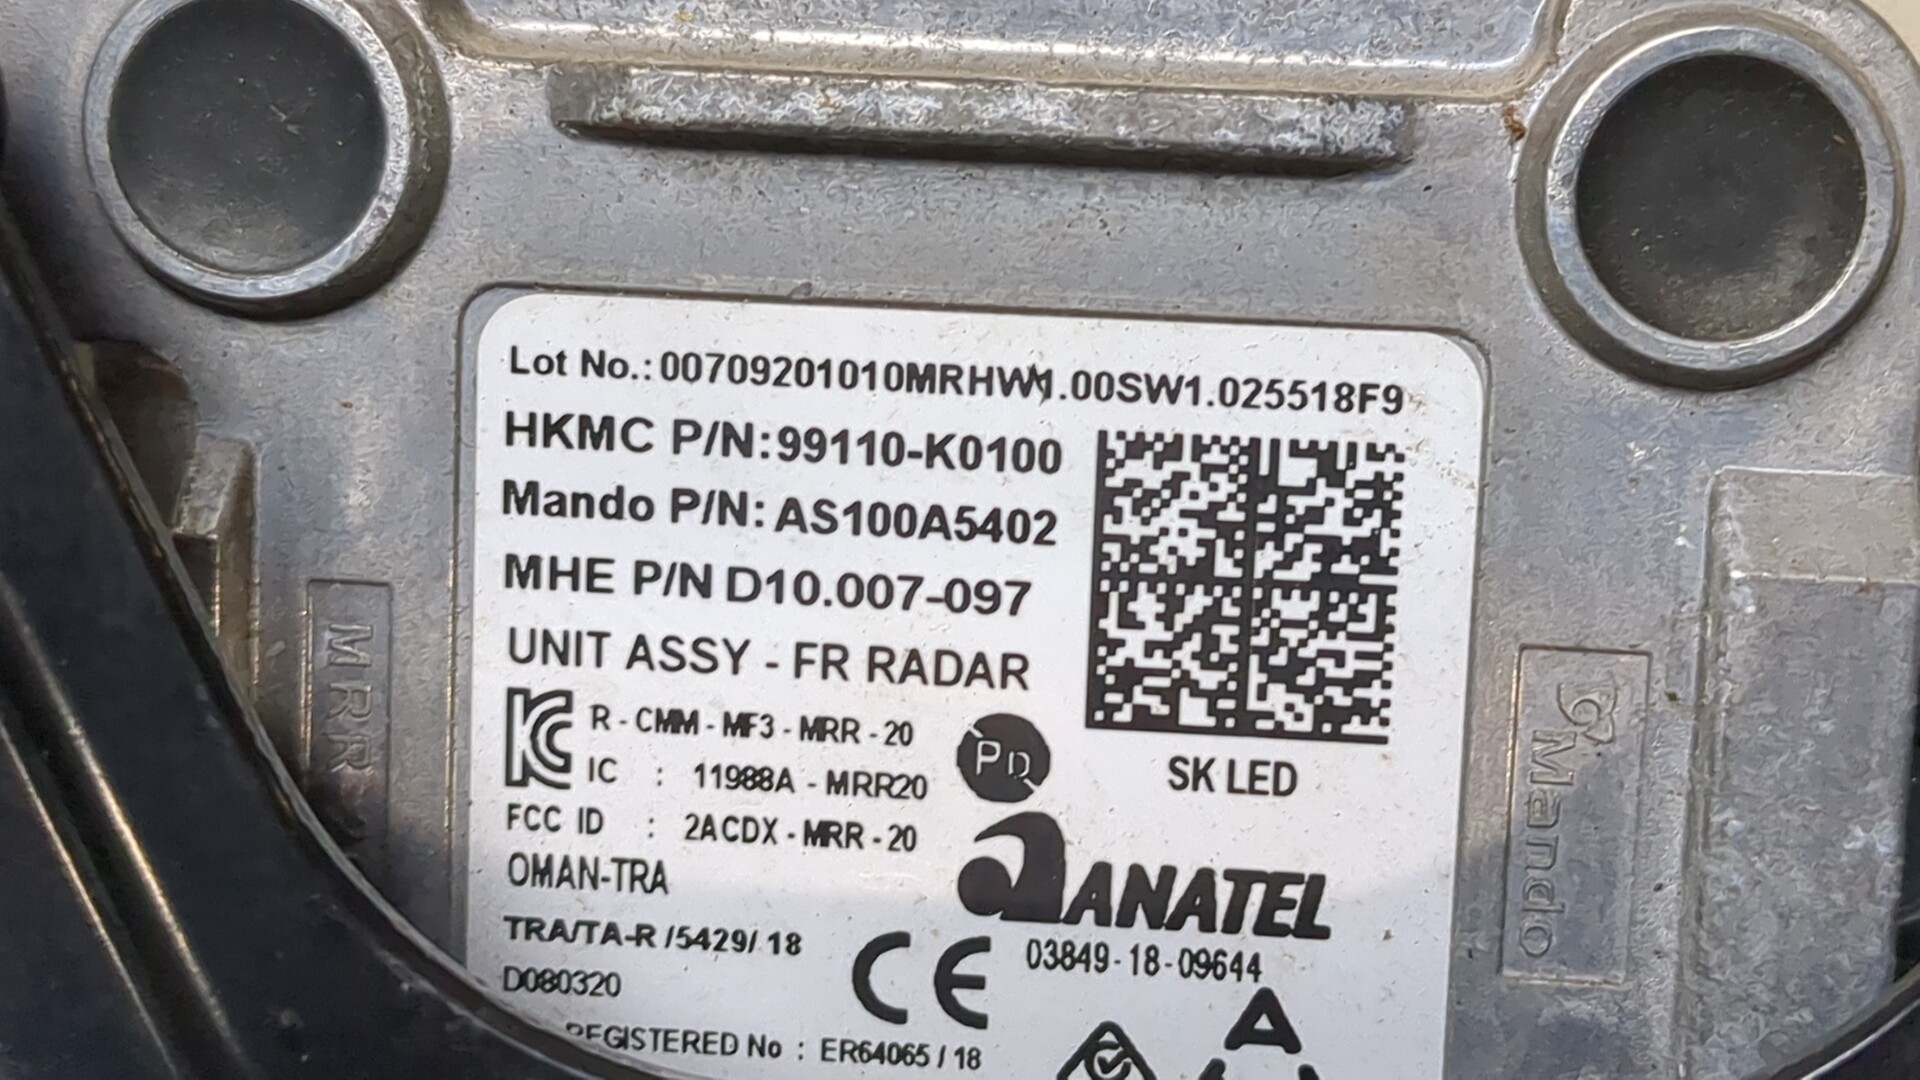 Lot No.: 00709201010MRHW1.00SW1.025518F9
HKMC P/N: 99110-K0100
Mando P/N: AS100A5402
MHE P/N D10.007-097
UNIT ASSY - FR RADAR
R - CMM - MF3 - MRR - 20
IC : 11988A - MRR20
FCC ID : 2ACDX - MRR - 20
PD
SK LED
OMAN-TRA
TRA/TA-R /5429/ 18
D080320
ANATEL
03849-18-09644
CE
REGISTERED No : ER64065 / 18
MRR
Mando